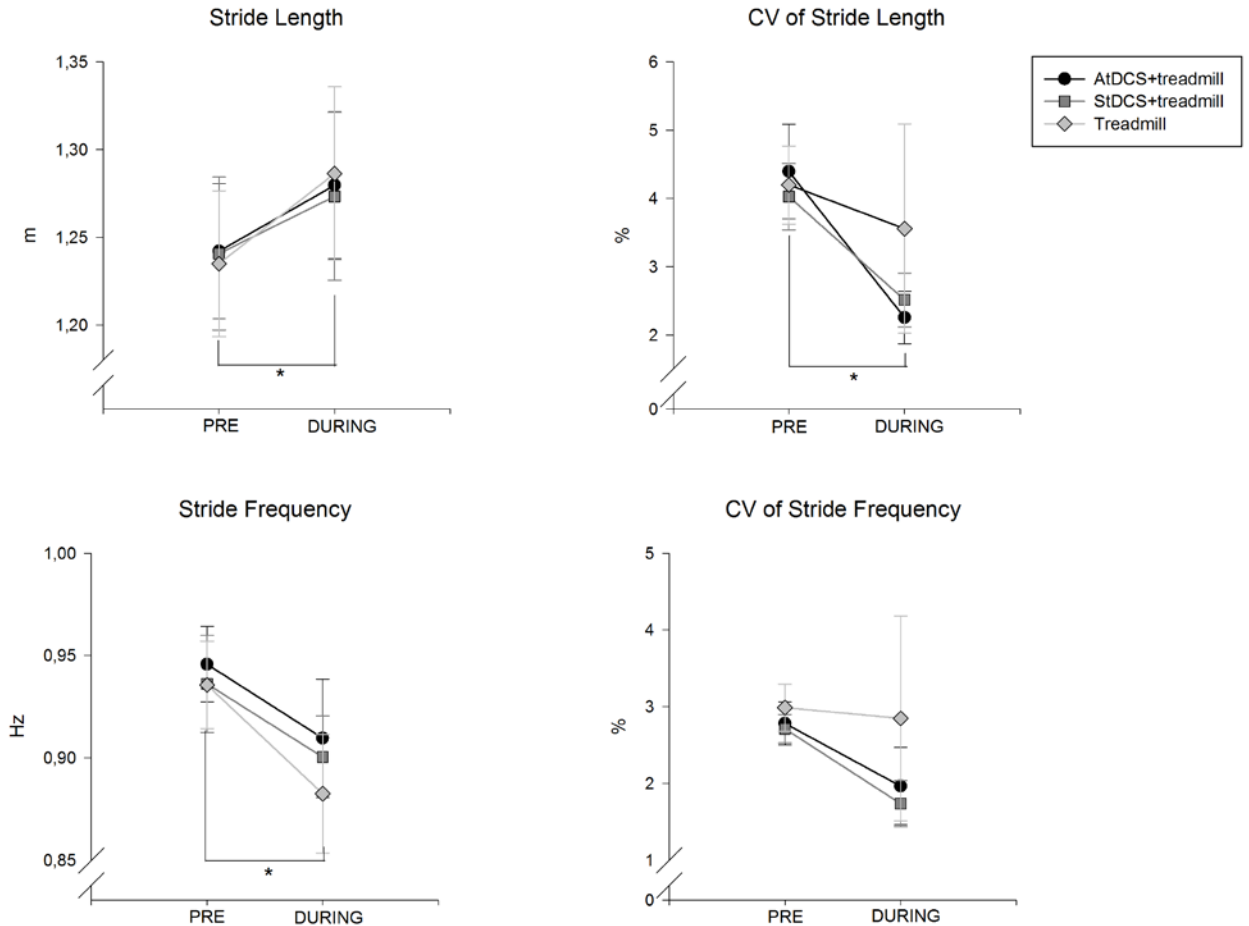 Stride Length
1,35
1,30
1,25
1,20
m
*
PRE
DURING
CV of Stride Length
6
5
4
3
2
0
%
*
PRE
DURING
AtDCS+treadmill
StDCS+treadmill
Treadmill
Stride Frequency
1,00
0,95
0,90
0,85
Hz
*
PRE
DURING
CV of Stride Frequency
5
4
3
2
1
0
%
PRE
DURING